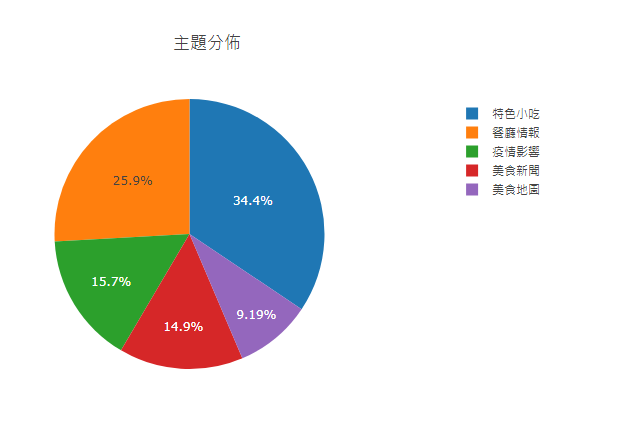 主題分佈
特色小吃
餐廳情報
疫情影響
美食新聞
美食地圖
34.4%
25.9%
15.7%
14.9%
9.19%